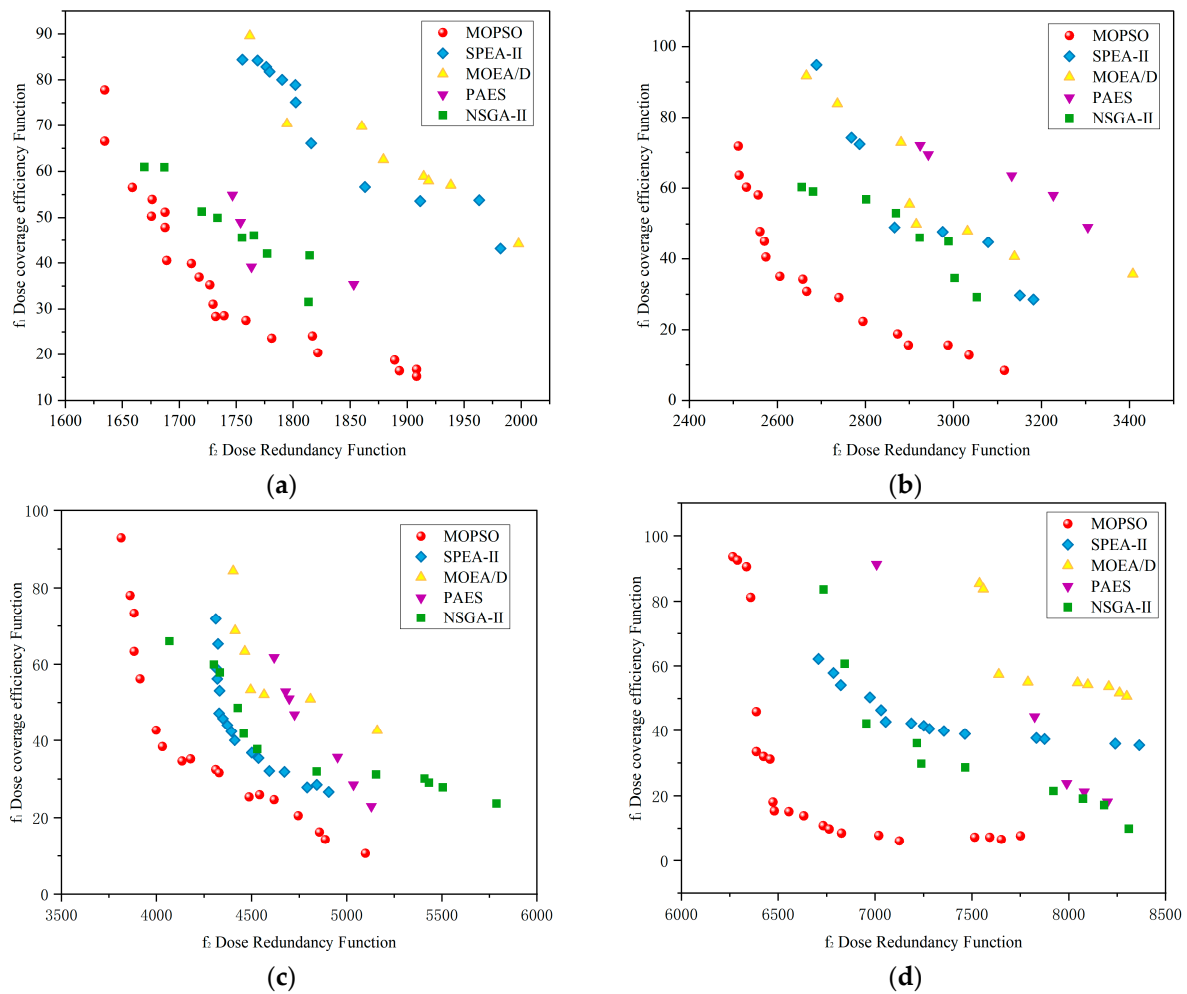 90
80
70
60
50
40
30
20
10
f₁ Dose coverage efficiency Function
MOPSO
SPEA-II
MOEA/D
PAES
NSGA-II
1600 1650 1700 1750 1800 1850 1900 1950 2000
f₂ Dose Redundancy Function
(a)
100
80
60
40
20
0
f₁ Dose coverage efficiency Function
MOPSO
SPEA-II
MOEA/D
PAES
NSGA-II
2400 2600 2800 3000 3200 3400
f₂ Dose Redundancy Function
(b)
100
80
60
40
20
0
f₁ Dose coverage efficiency Function
MOPSO
SPEA-II
MOEA/D
PAES
NSGA-II
3500 4000 4500 5000 5500 6000
f₂ Dose Redundancy Function
(c)
100
80
60
40
20
0
f₁ Dose coverage efficiency Function
MOPSO
SPEA-II
MOEA/D
PAES
NSGA-II
6000 6500 7000 7500 8000 8500
f₂ Dose Redundancy Function
(d)